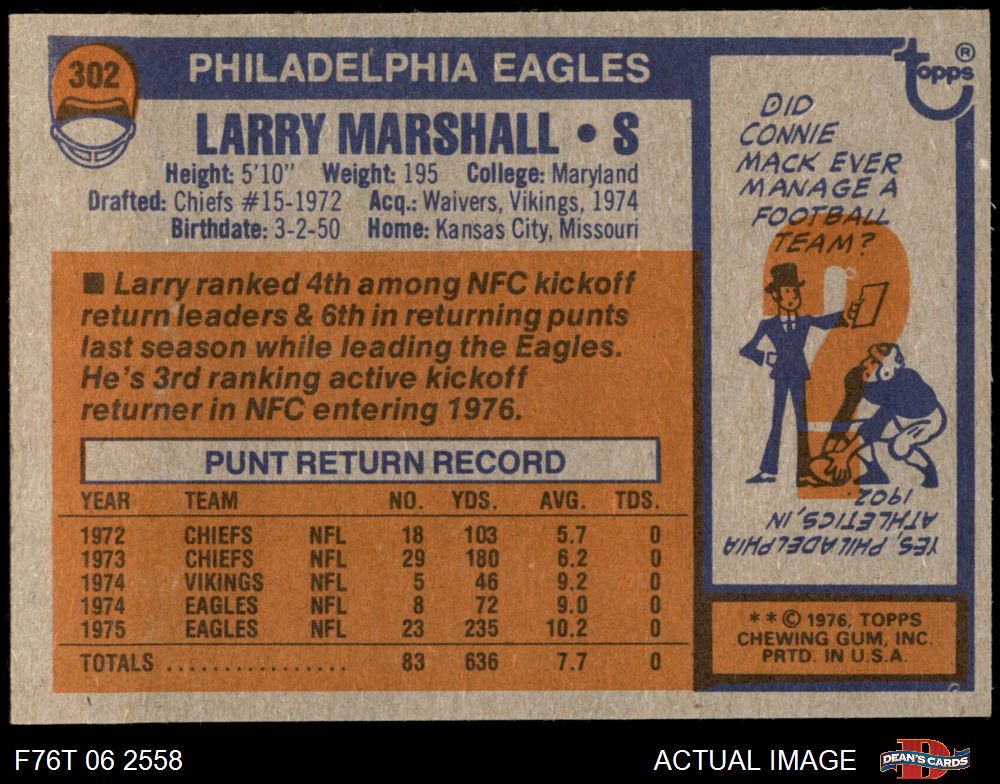 302
PHILADELPHIA EAGLES
LARRY MARSHALL • S
Height: 5'10" Weight: 195 College: Maryland
Drafted: Chiefs #15-1972 Acq.: Waivers, Vikings, 1974
Birthdate: 3-2-50 Home: Kansas City, Missouri
■ Larry ranked 4th among NFC kickoff
return leaders & 6th in returning punts
last season while leading the Eagles.
He's 3rd ranking active kickoff
returner in NFC entering 1976.
PUNT RETURN RECORD
YEAR TEAM NO. YDS. AVG. TDS.
1972 CHIEFS NFL 18 103 5.7 0
1973 CHIEFS NFL 29 180 6.2 0
1974 VIKINGS NFL 5 46 9.2 0
1974 EAGLES NFL 8 72 9.0 0
1975 EAGLES NFL 23 235 10.2 0
TOTALS ................. 83 636 7.7 0
topps ®
DID
CONNIE
MACK EVER
MANAGE A
FOOTBALL
TEAM?
2
YES, PHILADELPHIA
ATHLETICS, IN
1902.
* * © 1976, TOPPS
CHEWING GUM, INC.
PRTD. IN U.S.A.
C
F76T 06 2558
ACTUAL IMAGE
DEAN'S CARDS